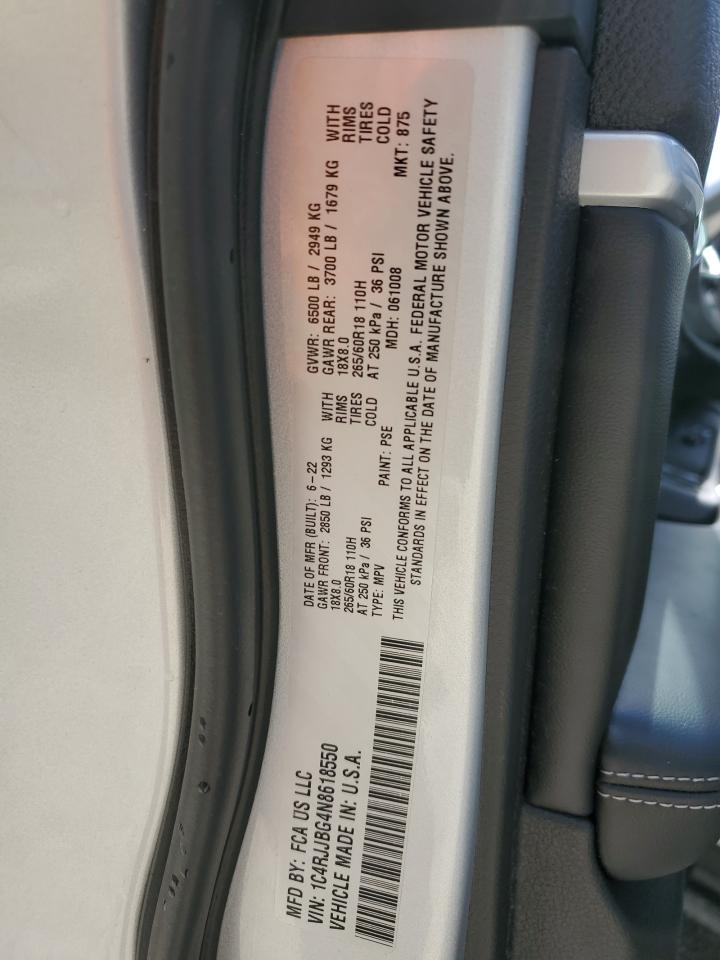 MFD BY: FCA US LLC
VIN: 1C4RJJBG4N8618550
VEHICLE MADE IN: U.S.A.
DATE OF MFR (BUILT): 6-22 GVWR: 6500 LB / 2949 KG
GAWR FRONT: 2850 LB / 1293 KG WITH GAWR REAR: 3700 LB / 1679 KG WITH
18X8.0 RIMS 18X8.0 RIMS
265/60R18 110H TIRES 265/60R18 110H TIRES
AT 250 kPa / 36 PSI COLD AT 250 kPa / 36 PSI COLD
TYPE: MPV PAINT: PSE MDH: 061008 MKT: 875
THIS VEHICLE CONFORMS TO ALL APPLICABLE U.S.A. FEDERAL MOTOR VEHICLE SAFETY
STANDARDS IN EFFECT ON THE DATE OF MANUFACTURE SHOWN ABOVE.